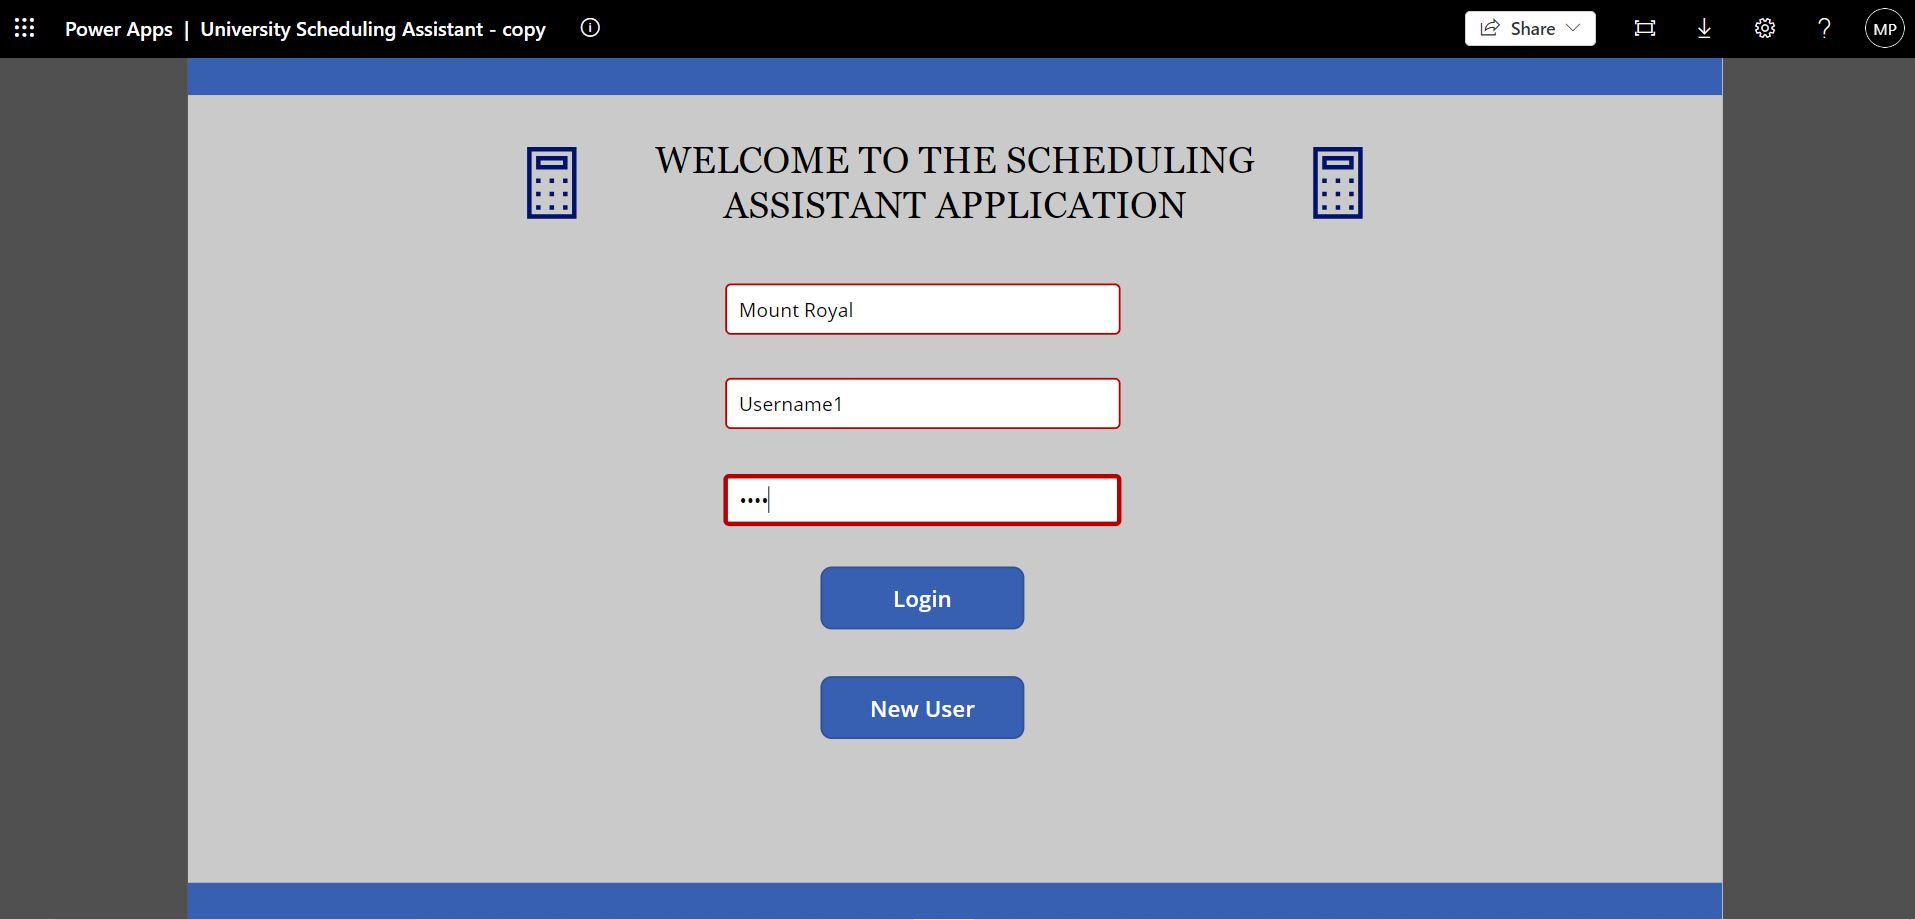 Power Apps | University Scheduling Assistant - copy
Share
?
MP
WELCOME TO THE SCHEDULING
ASSISTANT APPLICATION
Mount Royal
Username1
••••
Login
New User